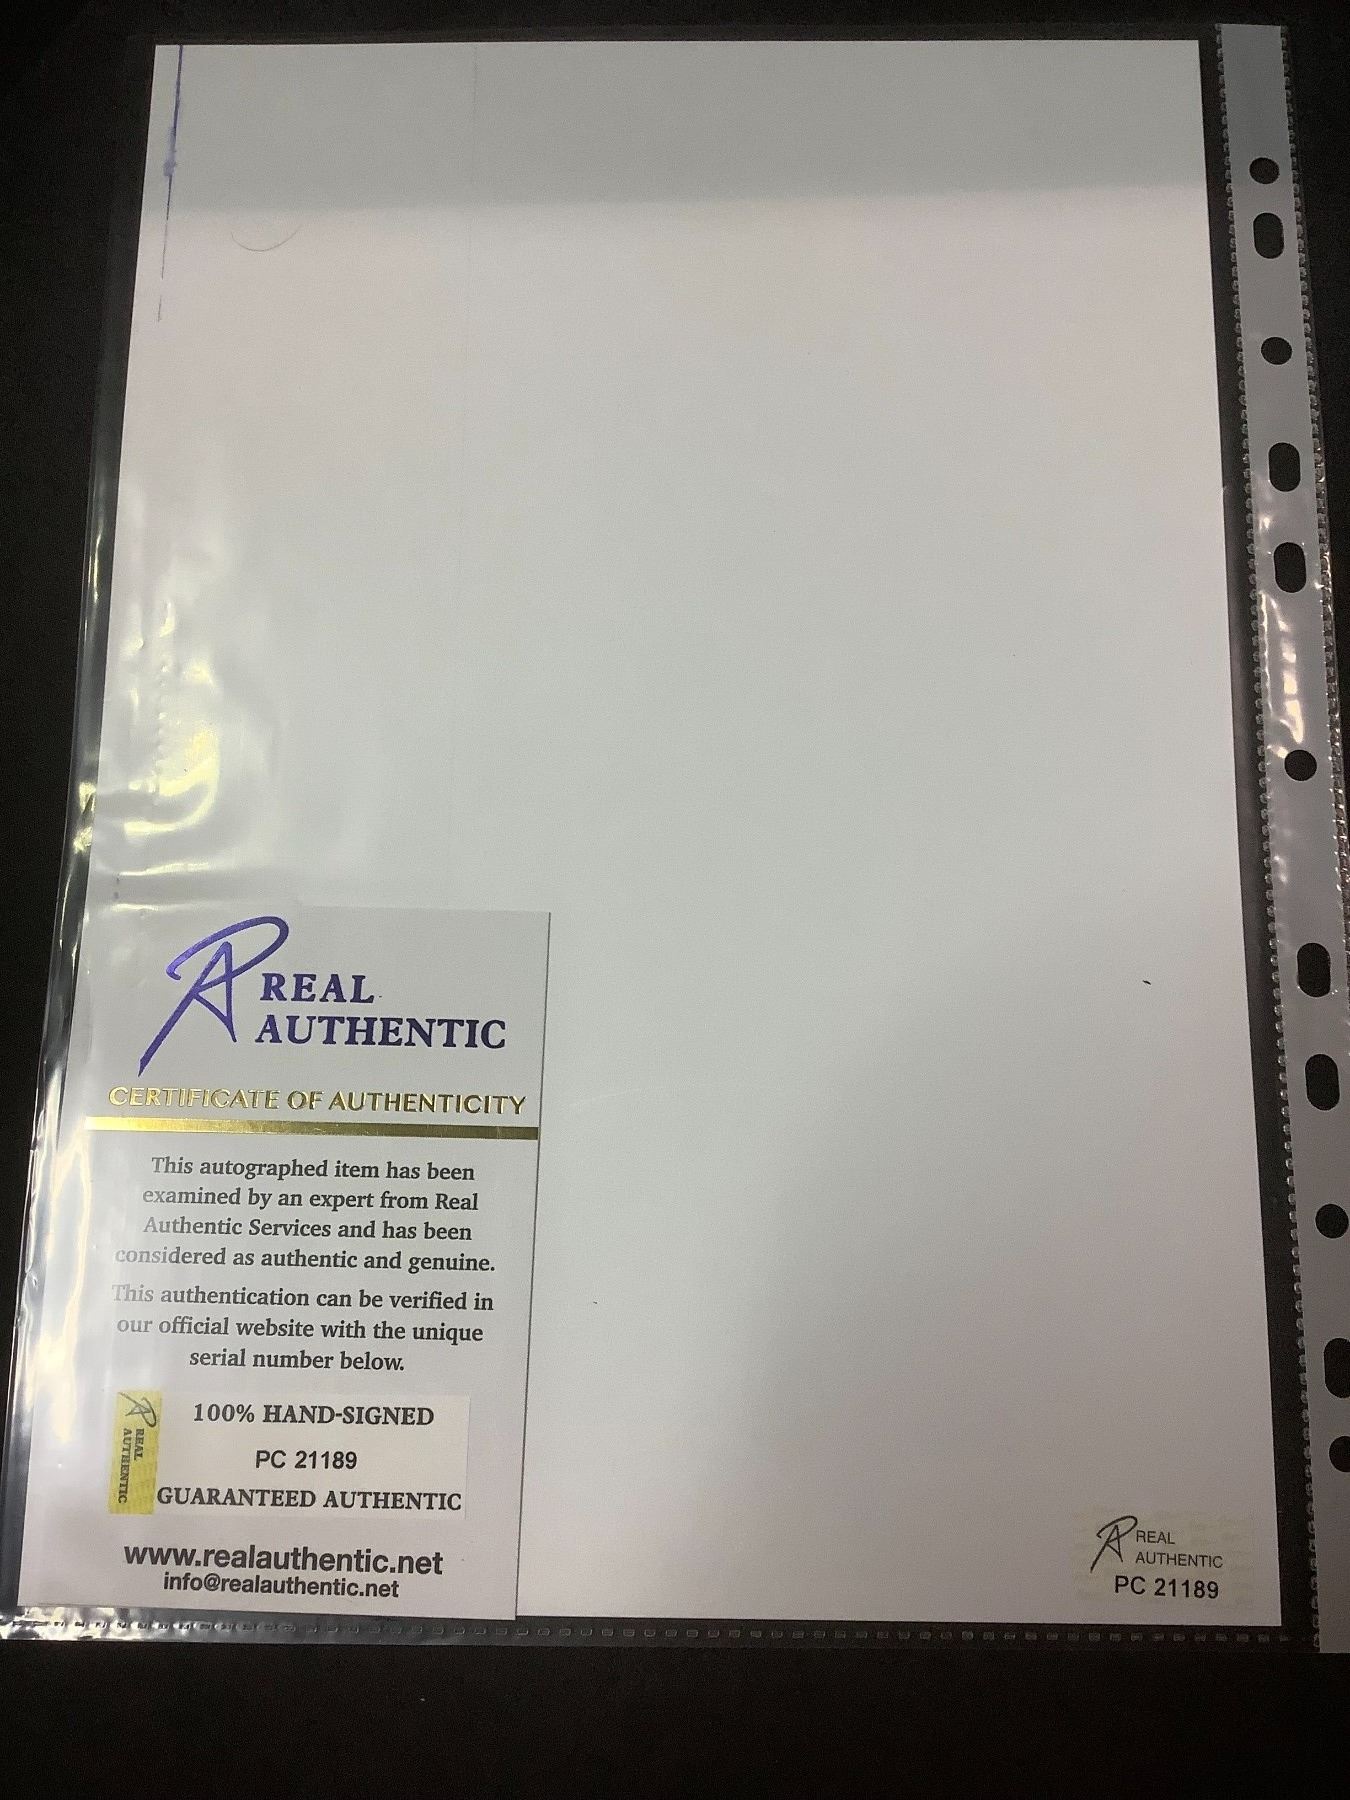 REAL
AUTHENTIC
CERTIFICATE OF AUTHENTICITY
This autographed item has been
examined by an expert from Real
Authentic Services and has been
considered as authentic and genuine.
This authentication can be verified in
our official website with the unique
serial number below.
REAL
AUTHENTIC
100% HAND-SIGNED
PC 21189
GUARANTEED AUTHENTIC
www.realauthentic.net
info@realauthentic.net
REAL
AUTHENTIC
PC 21189